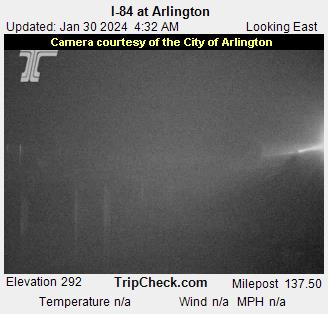 I-84 at Arlington
Updated: Jan 30 2024 4:32 AM Looking East
Camera courtesy of the City of Arlington
Elevation 292 TripCheck.com Milepost 137.50
Temperature n/a Wind n/a MPH n/a